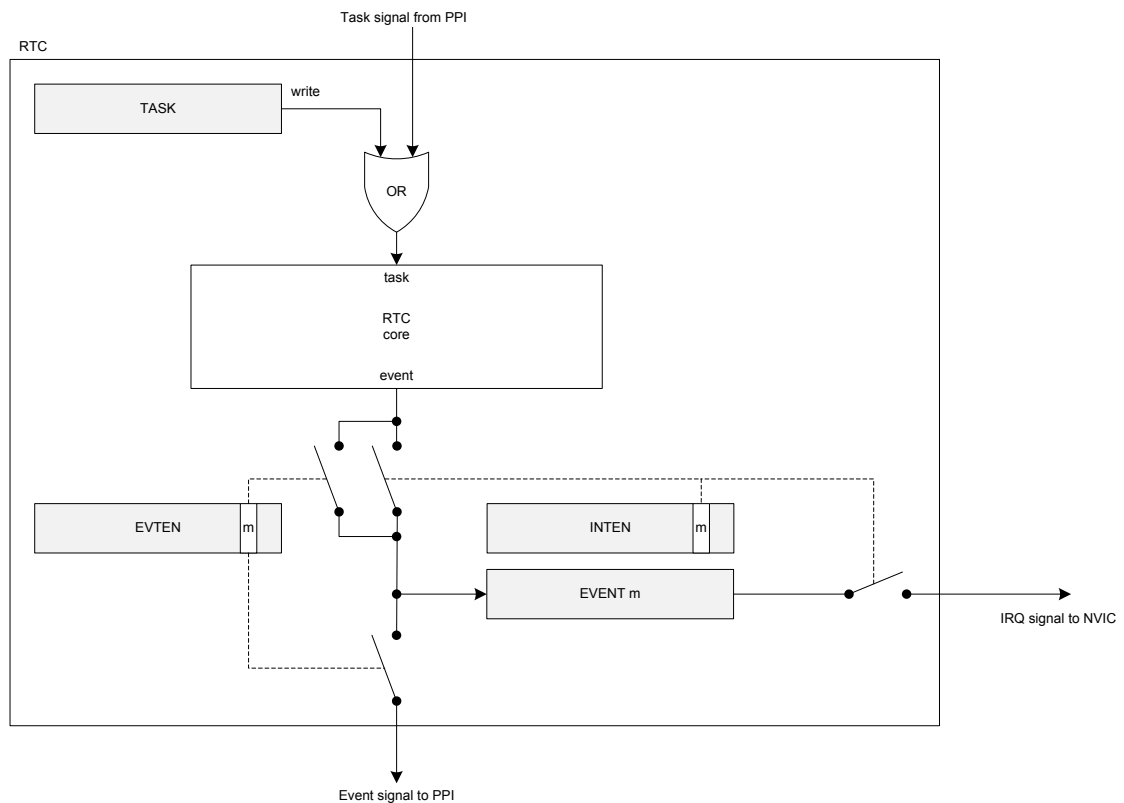 Task signal from PPI
RTC
write
TASK
OR
task
RTC
core
event
EVTEN
m
INTEN
m
EVENT m
IRQ signal to NVIC
Event signal to PPI